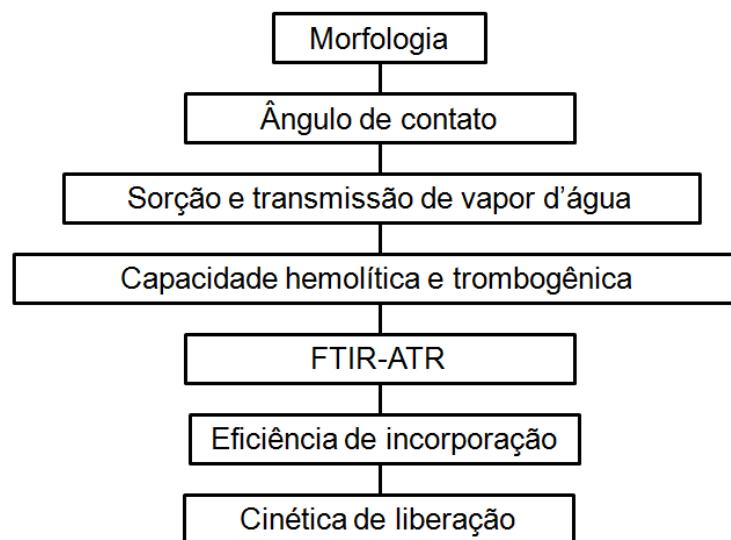 Morfologia
Ângulo de contato
Sorção e transmissão de vapor d’água
Capacidade hemolítica e trombogênica
FTIR-ATR
Eficiência de incorporação
Cinética de liberação